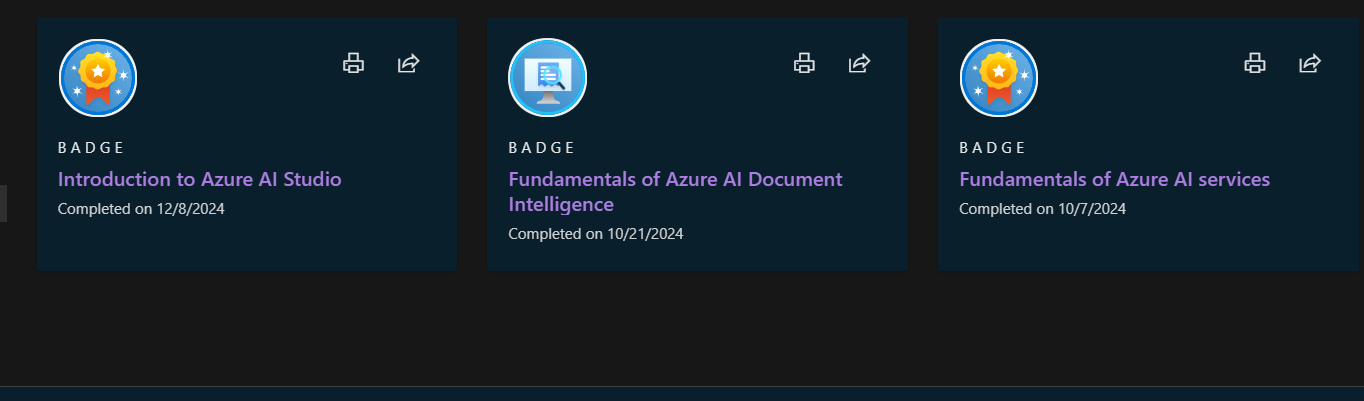 BADGE
Introduction to Azure AI Studio
Completed on 12/8/2024
BADGE
Fundamentals of Azure AI Document
Intelligence
Completed on 10/21/2024
BADGE
Fundamentals of Azure AI services
Completed on 10/7/2024